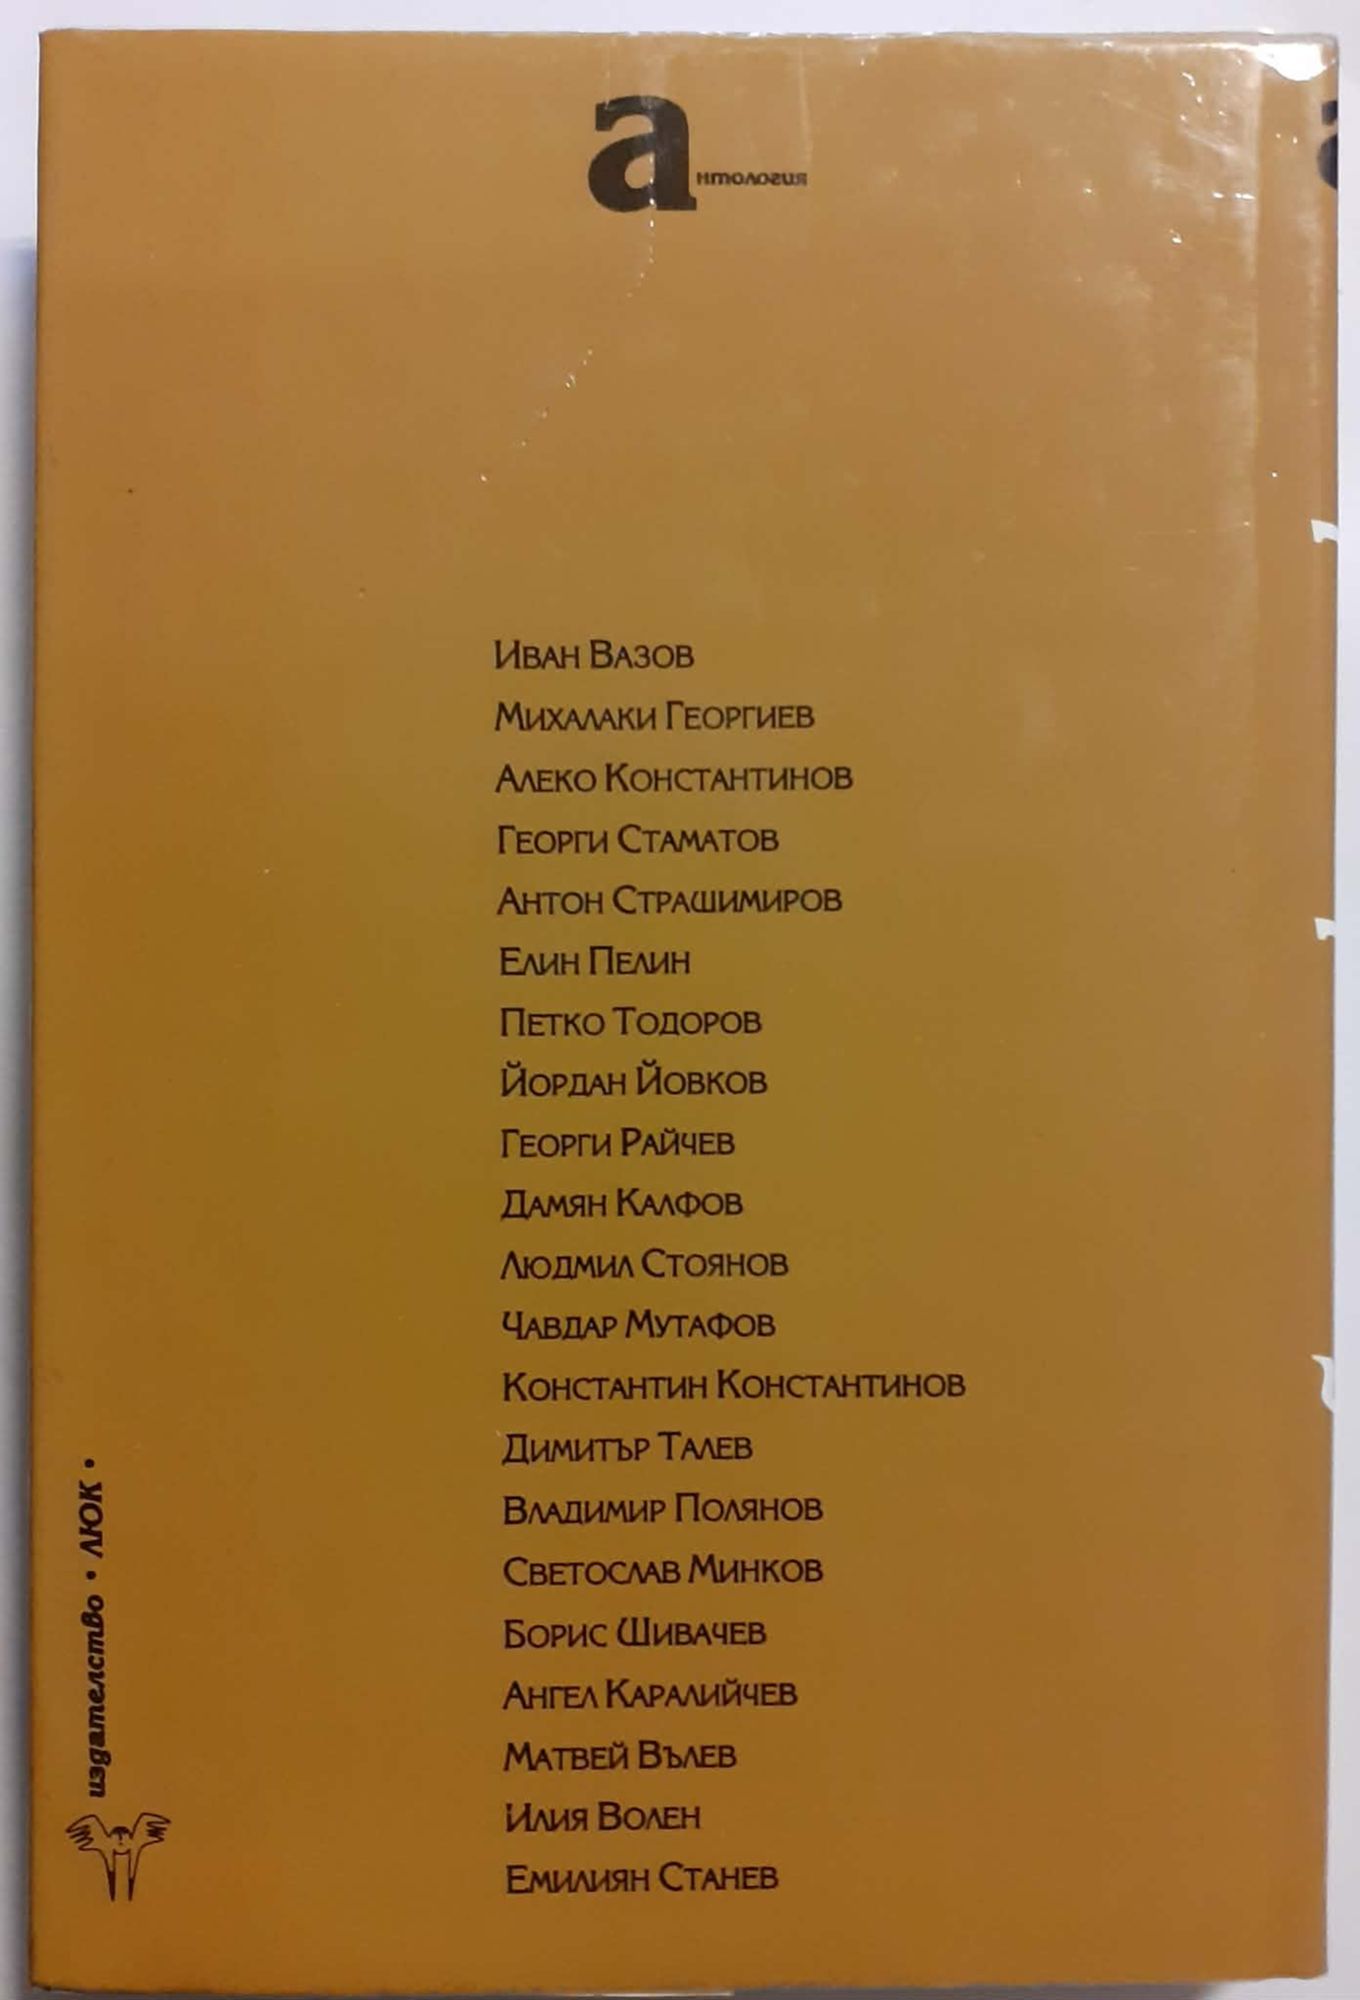 антология
Иван Вазов
Михалаки Георгиев
Алеко Константинов
Георги Стаматов
Антон Страшимиров
Елин Пелин
Петко Тодоров
Йордан Йовков
Георги Райчев
Дамян Калфов
Людмил Стоянов
Чавдар Мутафов
Константин Константинов
Димитър Талев
Владимир Полянов
Светослав Минков
Борис Шивачев
Ангел Каралийчев
Матвей Вълев
Илия Волен
Емилиян Станев
издателство • ЛЮК •